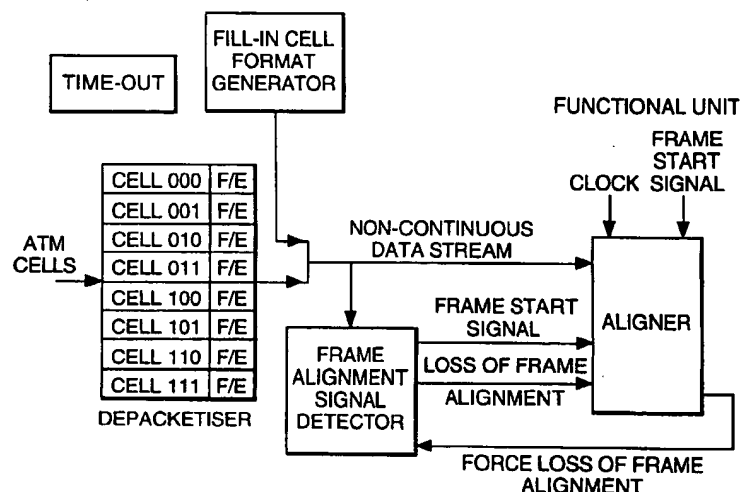 FILL-IN CELL
FORMAT
GENERATOR
TIME-OUT
FUNCTIONAL UNIT
FRAME
START
CLOCK SIGNAL
CELL 000 F/E
CELL 001 F/E
CELL 010 F/E
CELL 011 F/E
CELL 100 F/E
CELL 101 F/E
CELL 110 F/E
CELL 111 F/E
ATM
CELLS
DEPACKETISER
NON-CONTINUOUS
DATA STREAM
FRAME START
SIGNAL
LOSS OF FRAME
ALIGNMENT
FRAME
ALIGNMENT
SIGNAL
DETECTOR
ALIGNER
FORCE LOSS OF FRAME
ALIGNMENT